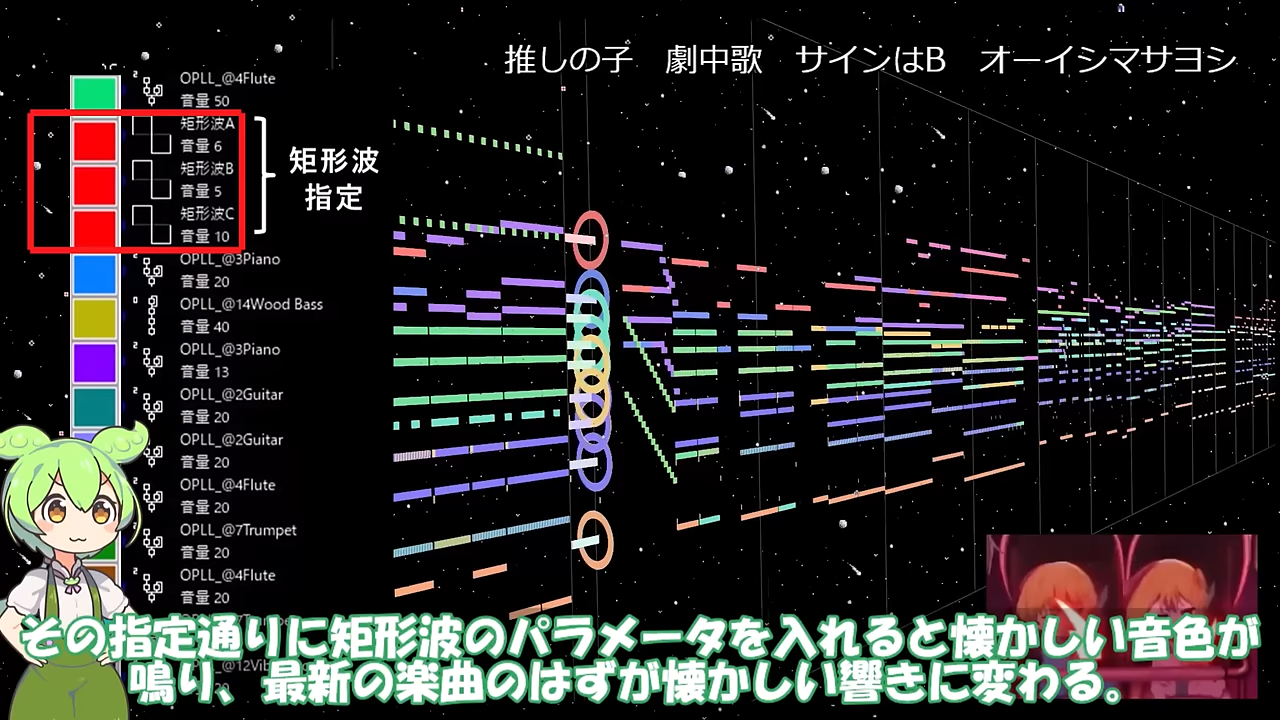 推しの子　劇中歌　サインはB　オーイシマサヨシ
OPLL_@4Flute
音量 50
矩形波A
音量 6
矩形波B
音量 5
矩形波C
音量 10
矩形波
指定
OPLL_@3Piano
音量 20
OPLL_@14Wood Bass
音量 40
OPLL_@3Piano
音量 13
OPLL_@2Guitar
音量 20
OPLL_@2Guitar
音量 20
OPLL_@4Flute
音量 20
OPLL_@7Trumpet
音量 20
OPLL_@4Flute
音量 20
その指定通りに矩形波のパラメータを入れると懐かしい音色が
鳴り、最新の楽曲のはずが懐かしい響きに変わる。